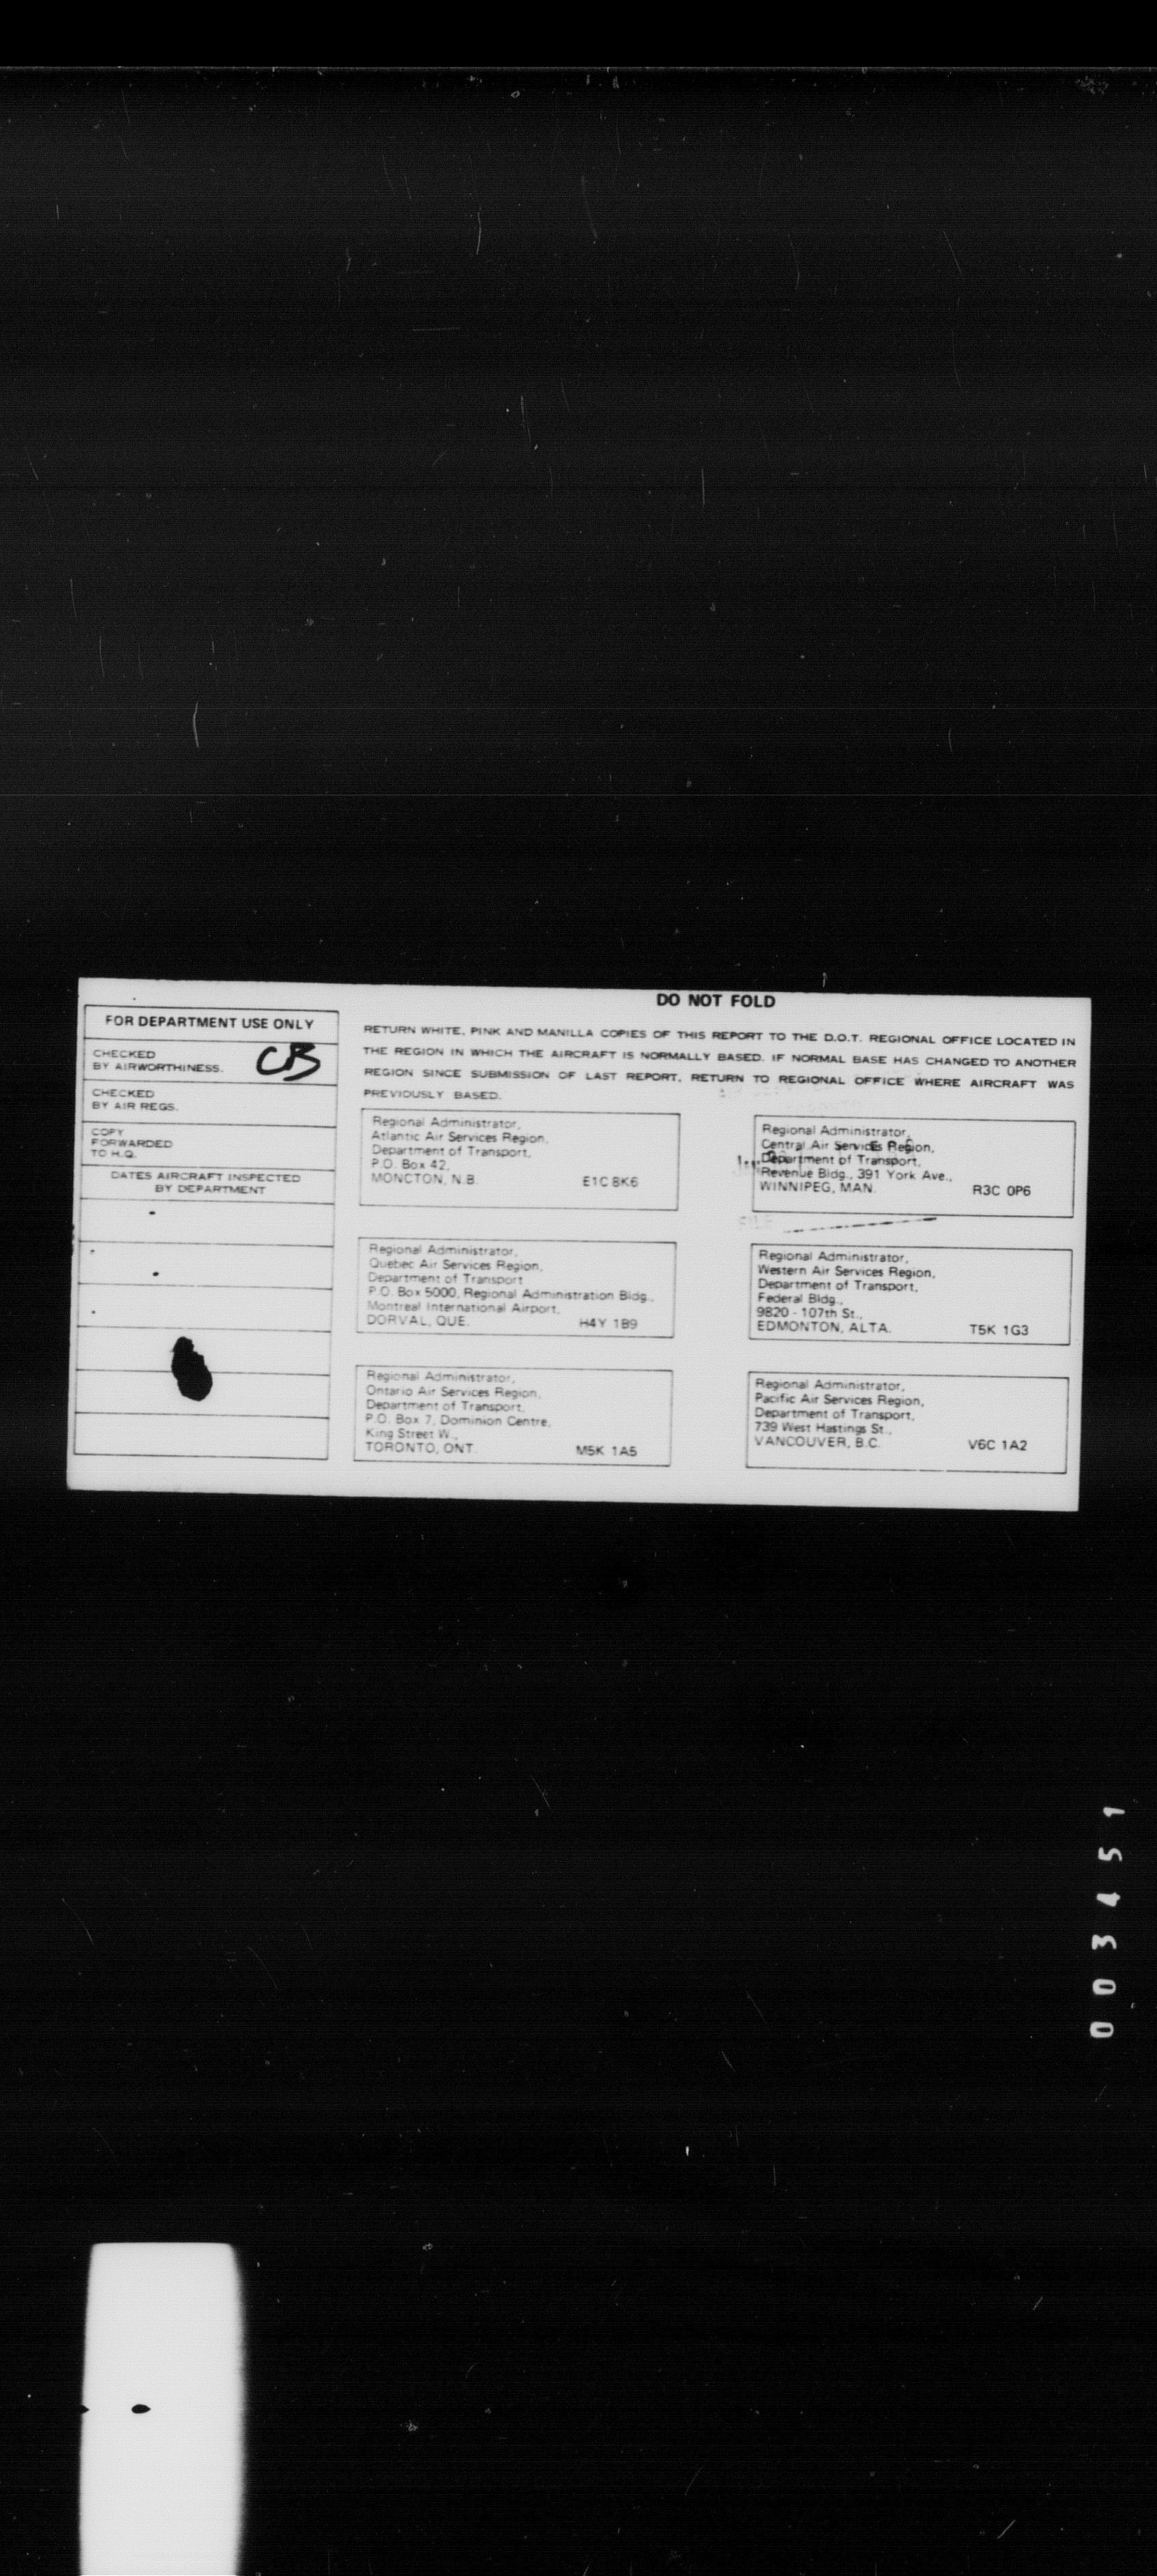 DO NOT FOLD
FOR DEPARTMENT USE ONLY
CHECKED
BY AIRWORTHINESS. CB
CHECKED
BY AIR REGS.
COPY
FORWARDED
TO H.Q.
DATES AIRCRAFT INSPECTED
BY DEPARTMENT
RETURN WHITE, PINK AND MANILLA COPIES OF THIS REPORT TO THE D.O.T. REGIONAL OFFICE LOCATED IN
THE REGION IN WHICH THE AIRCRAFT IS NORMALLY BASED. IF NORMAL BASE HAS CHANGED TO ANOTHER
REGION SINCE SUBMISSION OF LAST REPORT, RETURN TO REGIONAL OFFICE WHERE AIRCRAFT WAS
PREVIOUSLY BASED.
Regional Administrator,
Atlantic Air Services Region,
Department of Transport,
P.O. Box 42,
MONCTON, N.B. E1C 8K6
Regional Administrator,
Central Air Services Region,
Department of Transport,
Revenue Bldg., 391 York Ave.,
WINNIPEG, MAN. R3C 0P6
Regional Administrator,
Quebec Air Services Region,
Department of Transport
P.O. Box 5000, Regional Administration Bldg.,
Montreal International Airport,
DORVAL, QUE. H4Y 1B9
Regional Administrator,
Western Air Services Region,
Department of Transport,
Federal Bldg.,
9820 - 107th St.,
EDMONTON, ALTA. T5K 1G3
Regional Administrator,
Ontario Air Services Region,
Department of Transport,
P.O. Box 7, Dominion Centre,
King Street W.,
TORONTO, ONT. M5K 1A5
Regional Administrator,
Pacific Air Services Region,
Department of Transport,
739 West Hastings St.,
VANCOUVER, B.C. V6C 1A2
003451